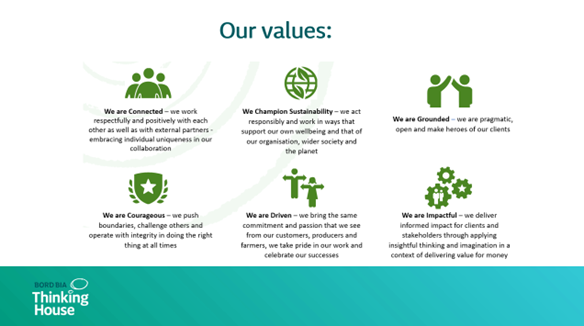 Our values:
We are Connected – we work
respectfully and positively with each
other as well as with external partners -
embracing individual uniqueness in our
collaboration
We Champion Sustainability – we act
responsibly and work in ways that
support our own wellbeing and that of
our organisation, wider society and
the planet
We are Grounded – we are pragmatic,
open and make heroes of our clients
We are Courageous – we push
boundaries, challenge others and
operate with integrity in doing the right
thing at all times
We are Driven – we bring the same
commitment and passion that we see
from our customers, producers and
farmers, we take pride in our work and
celebrate our successes
We are Impactful – we deliver
informed impact for clients and
stakeholders through applying
insightful thinking and imagination in a
context of delivering value for money
BORD BIA
Thinking
House